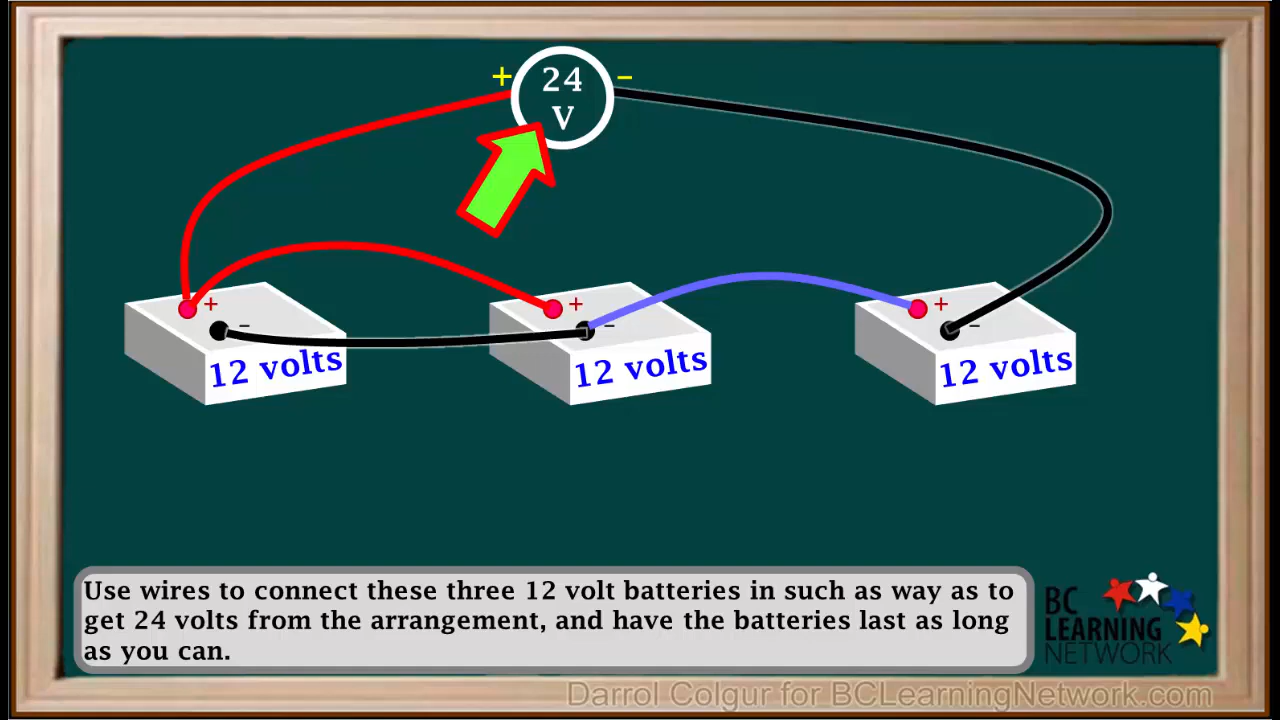 + 24 −
V
+ + +
− − −
12 volts 12 volts 12 volts
Use wires to connect these three 12 volt batteries in such as way as to
get 24 volts from the arrangement, and have the batteries last as long
as you can.
BC
LEARNING
NETWORK
Darrol Colgur for BCLearningNetwork.com